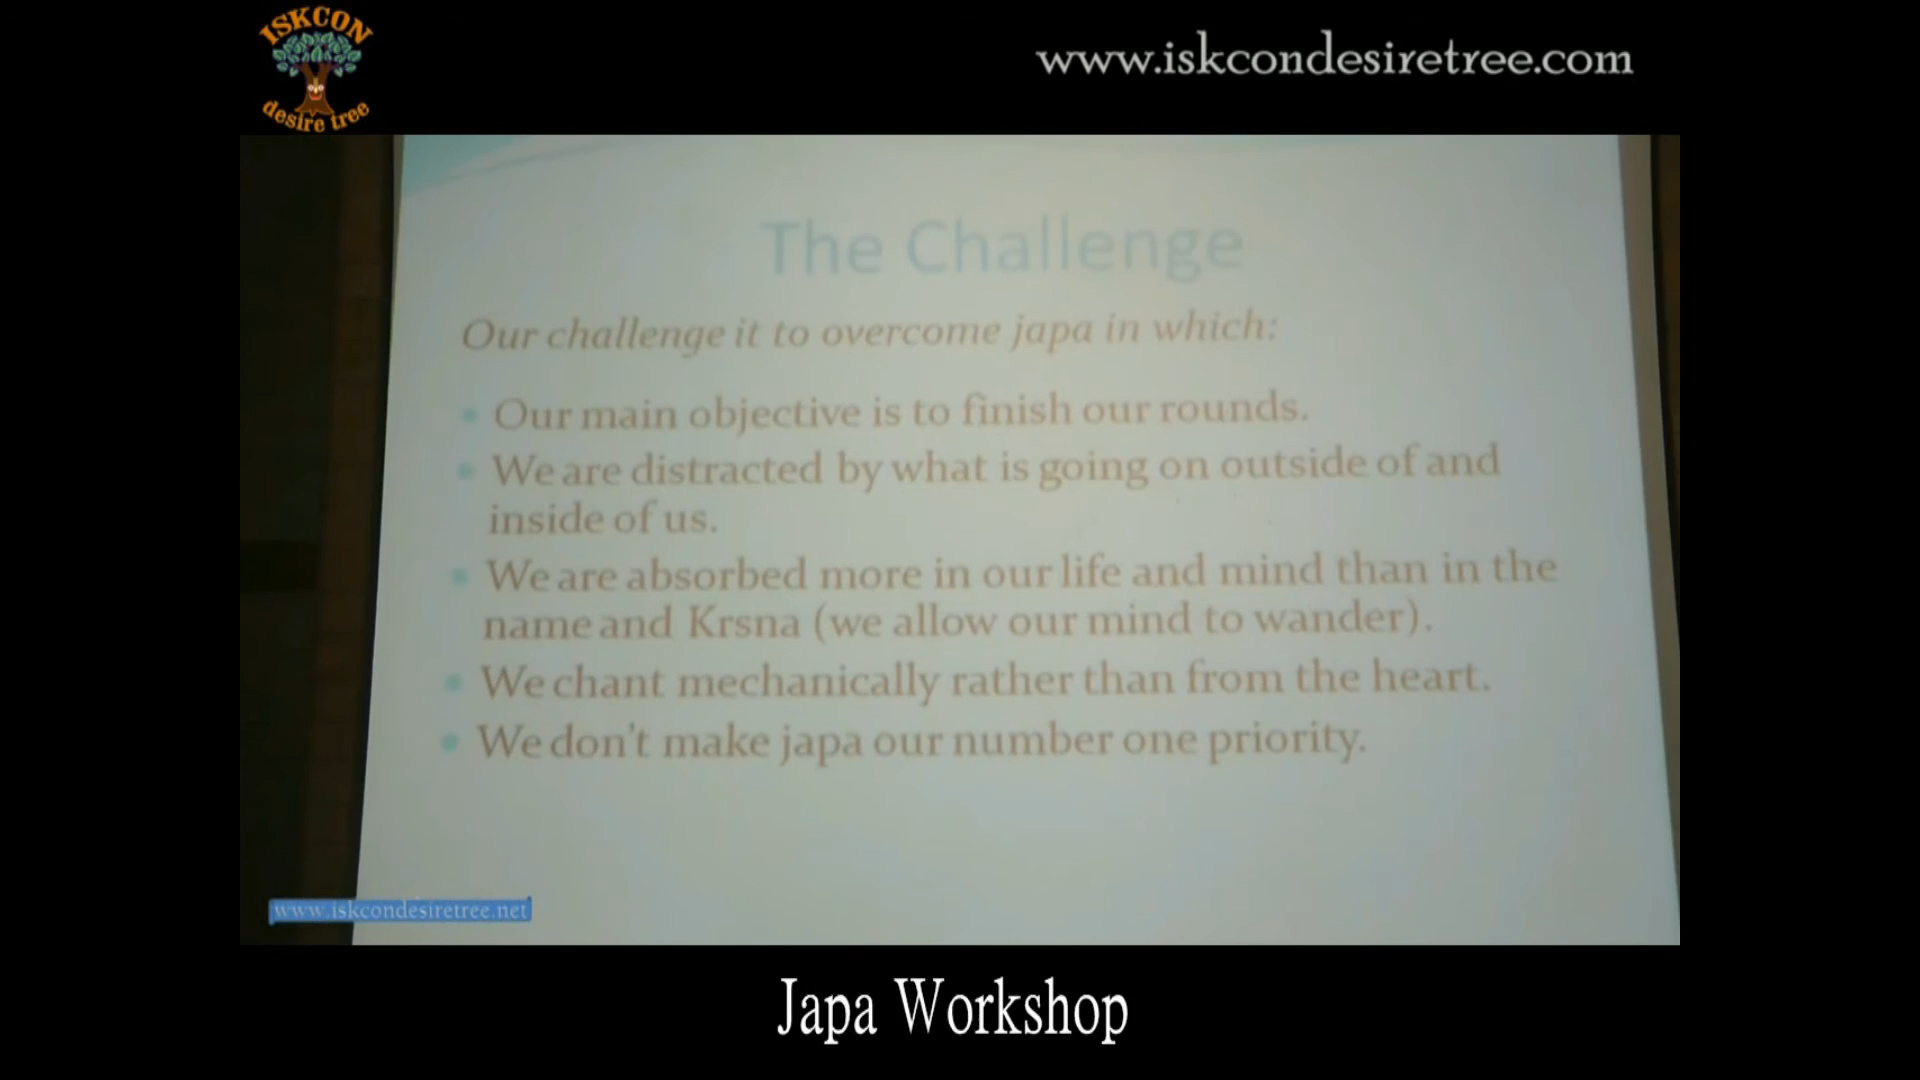 ISKCON
desire tree
www.iskcondesiretree.com
The Challenge
Our challenge it to overcome japa in which:
• Our main objective is to finish our rounds.
• We are distracted by what is going on outside of and
inside of us.
• We are absorbed more in our life and mind than in the
name and Krsna (we allow our mind to wander).
• We chant mechanically rather than from the heart.
• We don't make japa our number one priority.
www.iskcondesiretree.net
Japa Workshop